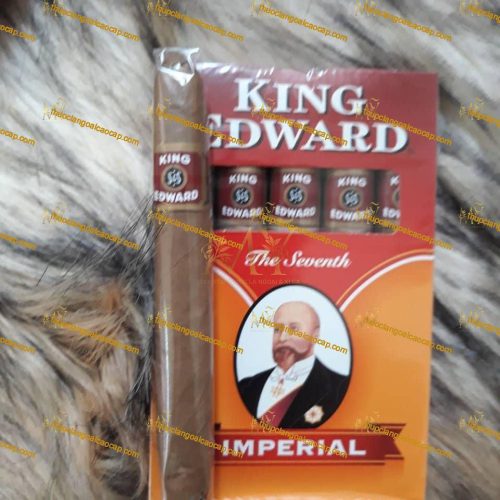 KING
EDWARD
KING
S&S
EDWARD
KING
EDWARD
KING
EDWARD
KING
EDWARD
The Seventh
IMPERIAL
thuoclangoaicaocap.com